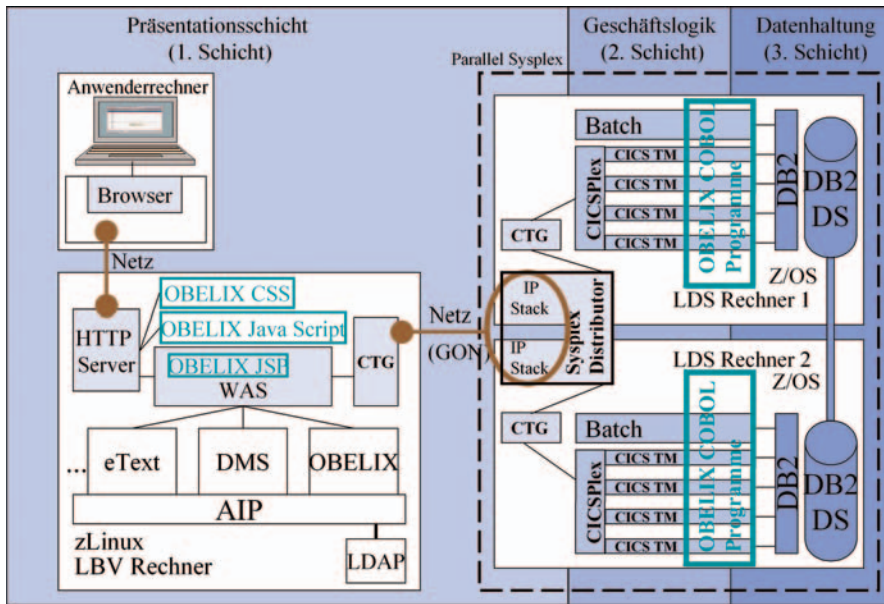 Präsentationsschicht
(1. Schicht)
Geschäftslogik
(2. Schicht)
Datenhaltung
(3. Schicht)
Parallel Sysplex
Anwenderrechner
Browser
Netz
HTTP
Server
OBELIX CSS
OBELIX Java Script
OBELIX JSP
WAS
CTG
Netz
(GON)
...
eText
DMS
OBELIX
AIP
zLinux
LBV Rechner
LDAP
Batch
CICSPlex
CICS TM
CICS TM
CICS TM
CICS TM
OBELIX COBOL
Programme
DB2
DB2
DS
CTG
Z/OS
LDS Rechner 1
IP
Stack
IP
Stack
Sysplex
Distributor
LDS Rechner 2
Z/OS
CTG
Batch
CICSPlex
CICS TM
CICS TM
CICS TM
CICS TM
OBELIX COBOL
Programme
DB2
DB2
DS